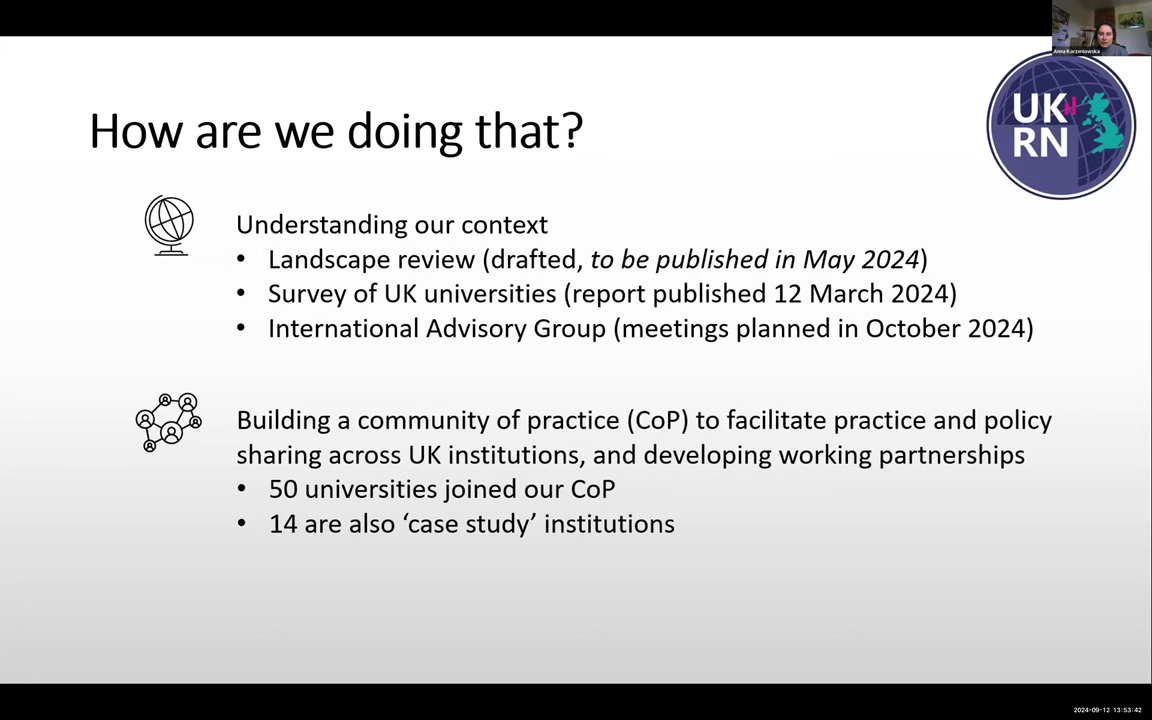 Anna Korzeniowska
UK
RN
How are we doing that?
Understanding our context
• Landscape review (drafted, to be published in May 2024)
• Survey of UK universities (report published 12 March 2024)
• International Advisory Group (meetings planned in October 2024)
Building a community of practice (CoP) to facilitate practice and policy
sharing across UK institutions, and developing working partnerships
• 50 universities joined our CoP
• 14 are also ‘case study’ institutions
2024-09-12 13:53:42